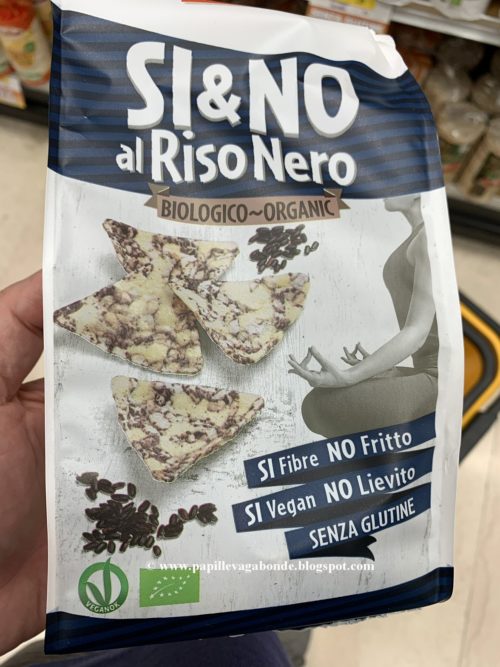 SI&NO
al Riso Nero
BIOLOGICO~ORGANIC
SI Fibre NO Fritto
SI Vegan NO Lievito
SENZA GLUTINE
© www.papillevagabonde.blogspot.com
VEGANOK